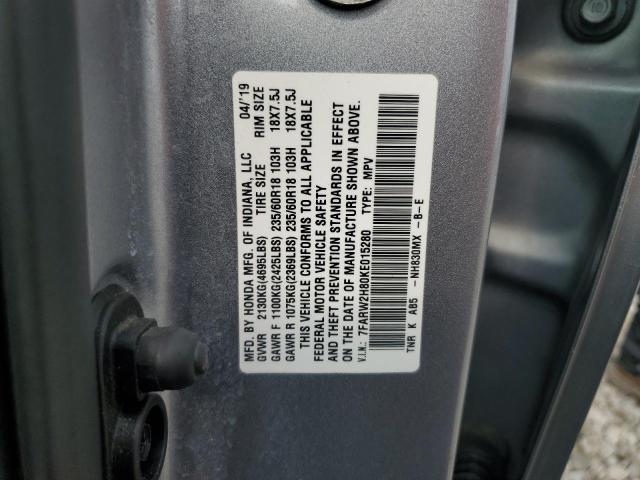 MFD. BY HONDA MFG. OF INDIANA, LLC 04/'19
GVWR 2130KG(4695LBS) TIRE SIZE RIM SIZE
GAWR F 1100KG(2425LBS) 235/60R18 103H 18X7.5J
GAWR R 1075KG(2369LBS) 235/60R18 103H 18X7.5J
THIS VEHICLE CONFORMS TO ALL APPLICABLE
FEDERAL MOTOR VEHICLE SAFETY
AND THEFT PREVENTION STANDARDS IN EFFECT
ON THE DATE OF MANUFACTURE SHOWN ABOVE.
V.I.N.: 7FARW2H80KE015280 TYPE: MPV
TNR K AB5 -NH830MX -B-E